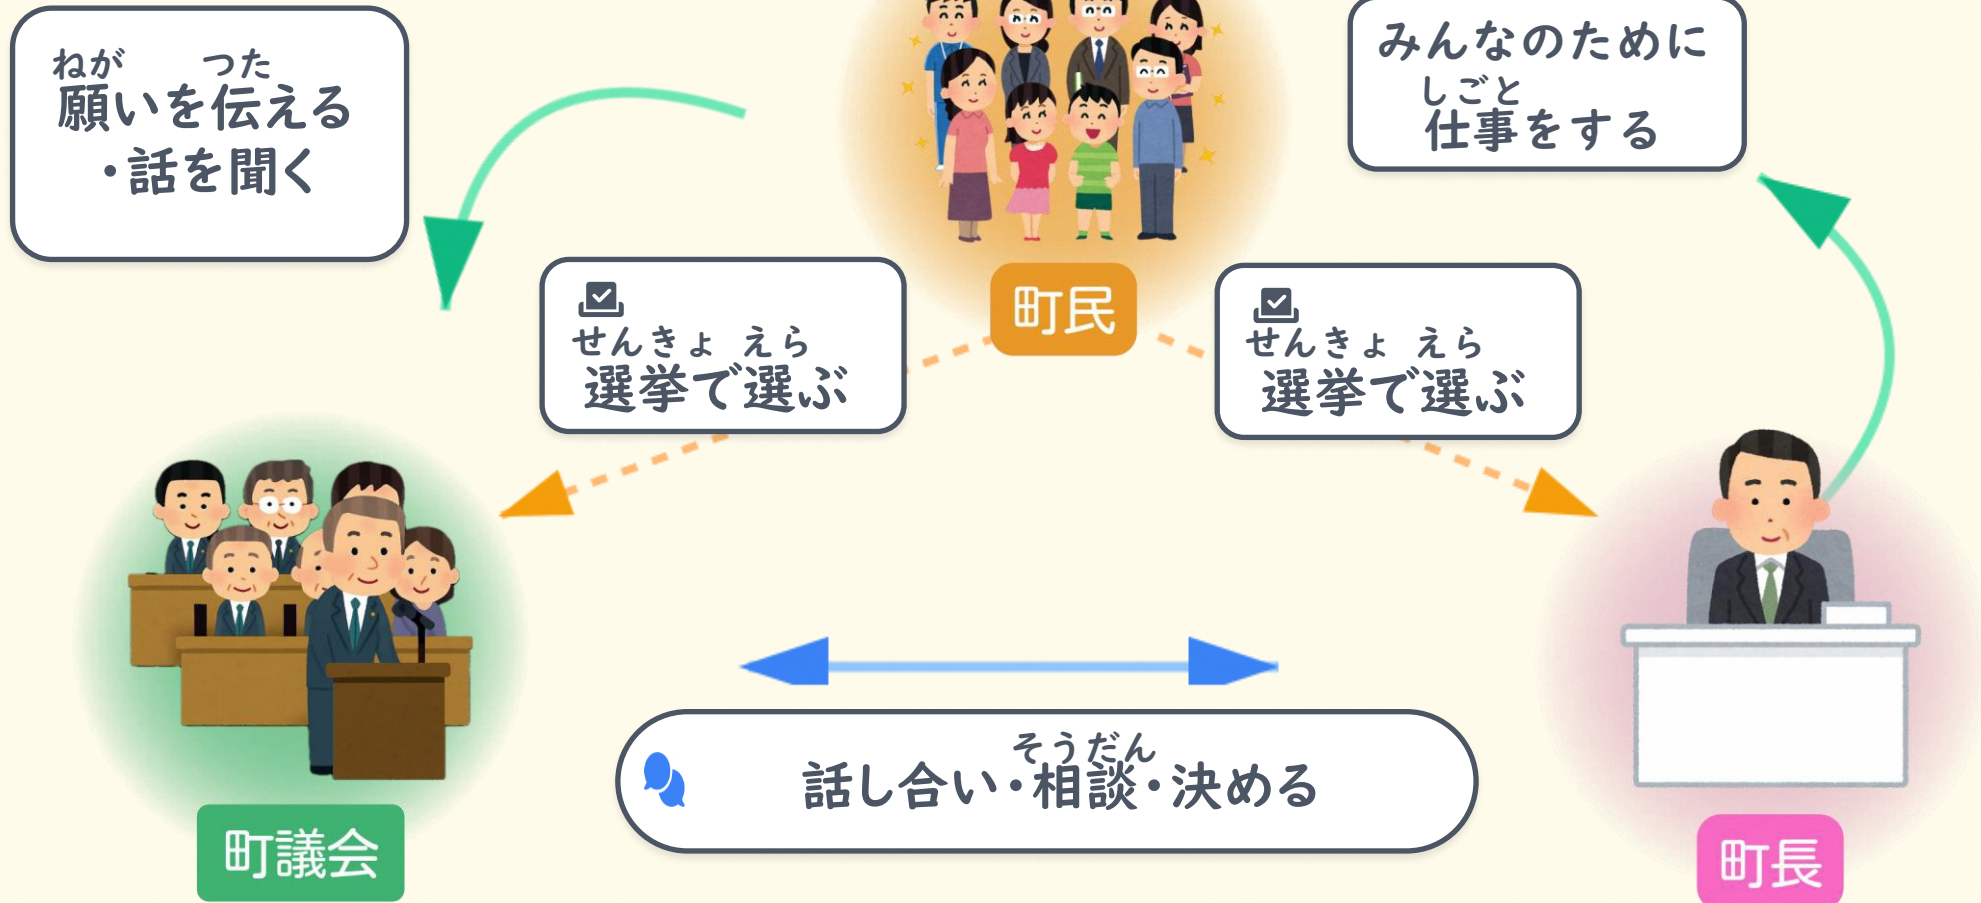 ねが つた
願いを伝える
・話を聞く
みんなのために
しごと
仕事をする
町民
せんきょ えら
選挙で選ぶ
せんきょ えら
選挙で選ぶ
そうだん
話し合い・相談・決める
町議会
町長